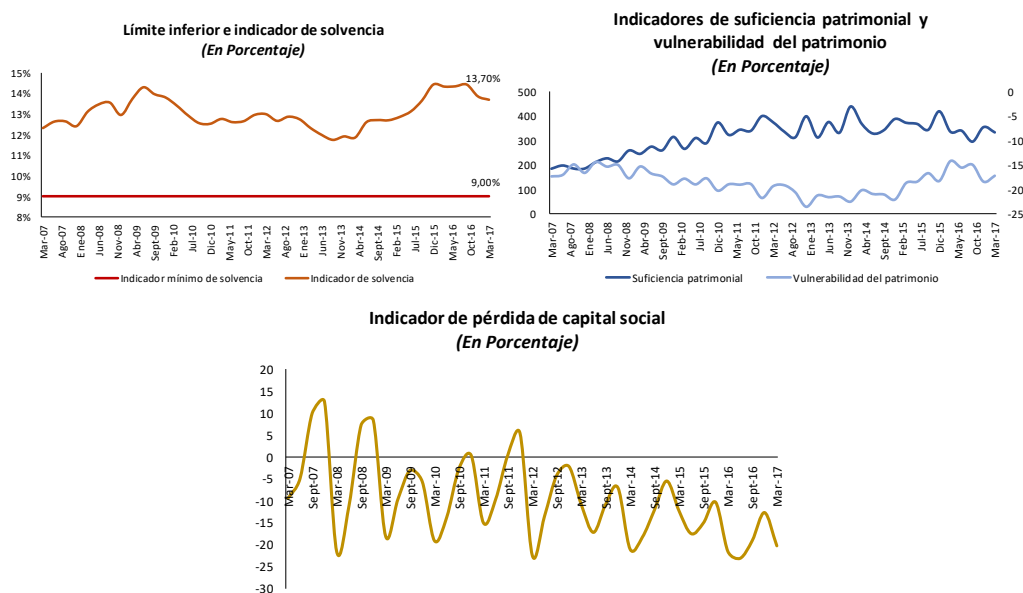 Límite inferior e indicador de solvencia
(En Porcentaje)
15%
14%
13%
12%
11%
10%
9%
8%
13,70%
9,00%
Mar-07
Ago-07
Ene-08
Jun-08
Nov-08
Abr-09
Sept-09
Feb-10
Jul-10
Dic-10
May-11
Oct-11
Mar-12
Ago-12
Ene-13
Jun-13
Nov-13
Abr-14
Sept-14
Feb-15
Jul-15
Dic-15
May-16
Oct-16
Mar-17
Indicador mínimo de solvencia
Indicador de solvencia
Indicadores de suficiencia patrimonial y
vulnerabilidad del patrimonio
(En Porcentaje)
500
400
300
200
100
0
0
-5
-10
-15
-20
-25
Mar-07
Ago-07
Ene-08
Jun-08
Nov-08
Abr-09
Sept-09
Feb-10
Jul-10
Dic-10
May-11
Oct-11
Mar-12
Ago-12
Ene-13
Jun-13
Nov-13
Abr-14
Sept-14
Feb-15
Jul-15
Dic-15
May-16
Oct-16
Mar-17
Suficiencia patrimonial
Vulnerabilidad del patrimonio
Indicador de pérdida de capital social
(En Porcentaje)
20
15
10
5
0
-5
-10
-15
-20
-25
-30
Mar-07
Sept-07
Mar-08
Sept-08
Mar-09
Sept-09
Mar-10
Sept-10
Mar-11
Sept-11
Mar-12
Sept-12
Mar-13
Sept-13
Mar-14
Sept-14
Mar-15
Sept-15
Mar-16
Sept-16
Mar-17